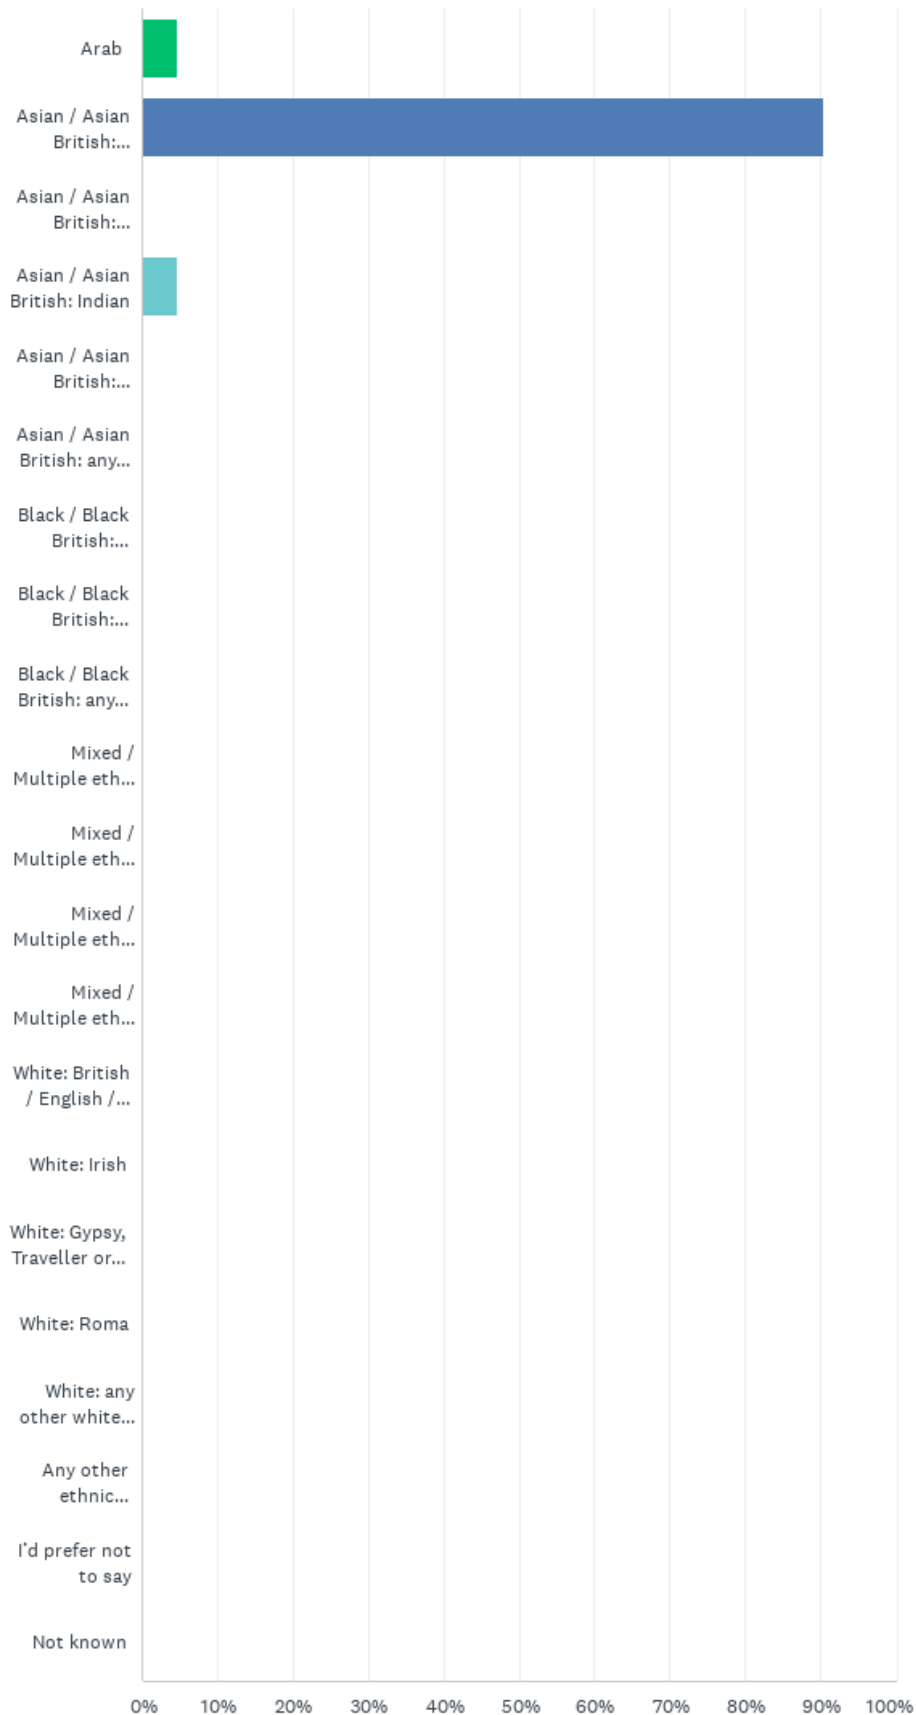 Arab
Asian / Asian
British:...
Asian / Asian
British:...
Asian / Asian
British: Indian
Asian / Asian
British:...
Asian / Asian
British: any...
Black / Black
British:...
Black / Black
British:...
Black / Black
British: any...
Mixed /
Multiple eth...
Mixed /
Multiple eth...
Mixed /
Multiple eth...
Mixed /
Multiple eth...
White: British
/ English /...
White: Irish
White: Gypsy,
Traveller or...
White: Roma
White: any
other white...
Any other
ethnic...
I'd prefer not
to say
Not known
0% 10% 20% 30% 40% 50% 60% 70% 80% 90% 100%